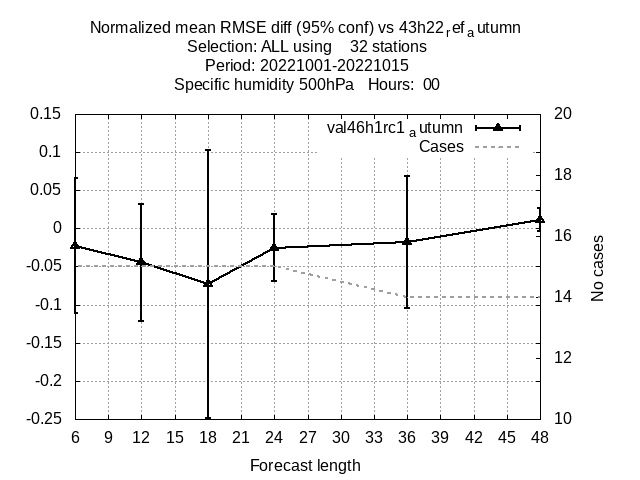 Normalized mean RMSE diff (95% conf) vs 43h22refautumn
Selection: ALL using 32 stations
Period: 20221001-20221015
Specific humidity 500hPa Hours: 00
val46h1rc1autumn
Cases
0.15
0.1
0.05
0
-0.05
-0.1
-0.15
-0.2
-0.25
20
18
16
14
12
10
No cases
6 9 12 15 18 21 24 27 30 33 36 39 42 45 48
Forecast length